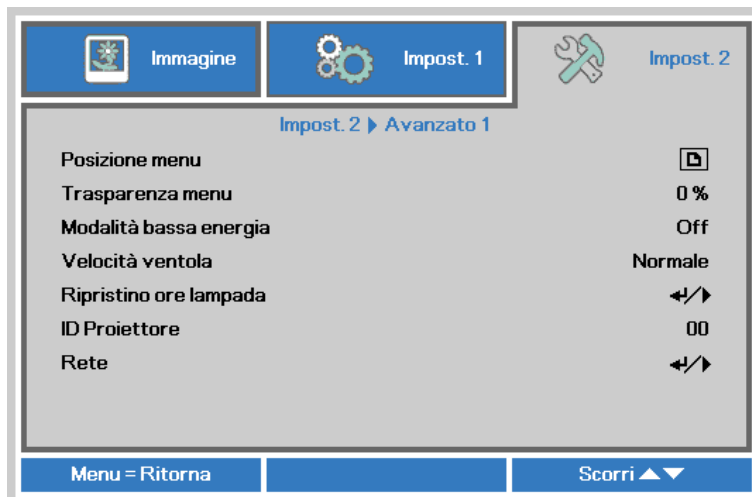 Immagine Impost. 1 Impost. 2
Impost. 2 Avanzato 1
Posizione menu
Trasparenza menu 0 %
Modalità bassa energia Off
Velocità ventola Normale
Ripristino ore lampada
ID Proiettore 00
Rete
Menu = Ritorna Scorri